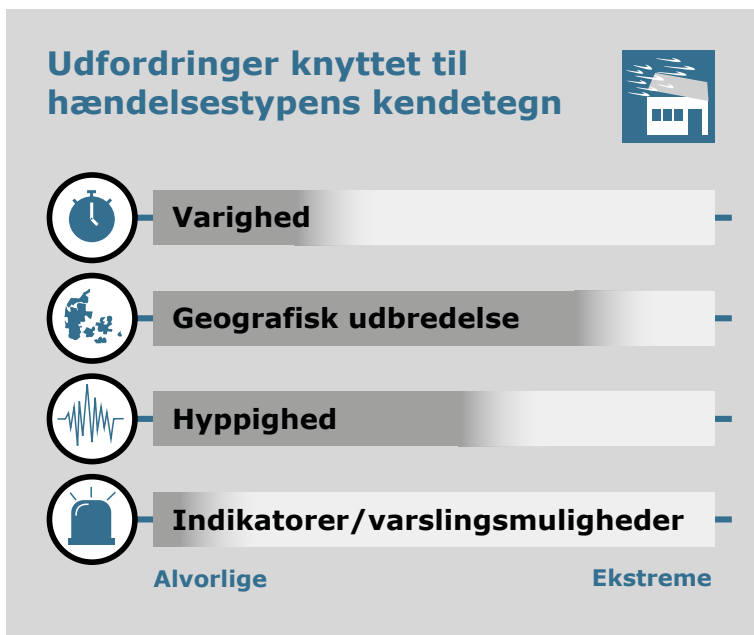 Udfordringer knyttet til
hændelsestypens kendetegn
Varighed
Geografisk udbredelse
Hyppighed
Indikatorer/varslingsmuligheder
Alvorlige
Ekstreme